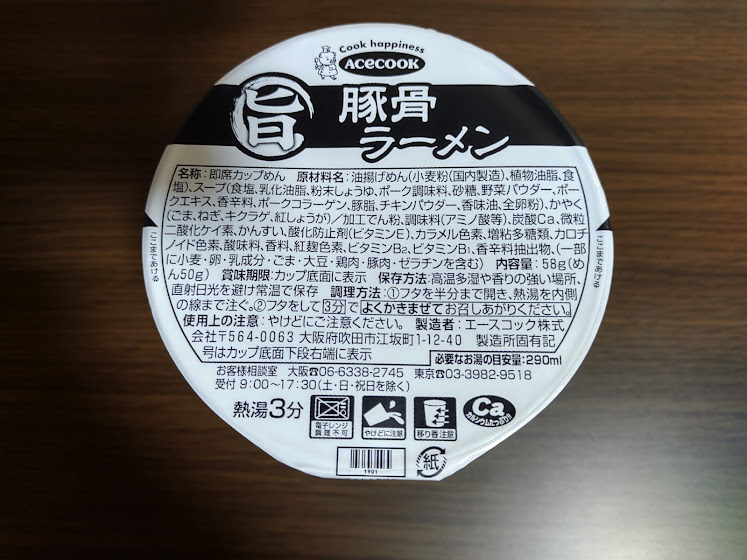 Cook happiness
ACECOOK
旨 豚骨
ラーメン
名称:即席カップめん 原材料名:油揚げめん(小麦粉(国内製造)、植物油脂、食
塩)、スープ(食塩、乳化油脂、粉末しょうゆ、ポーク調味料、砂糖、野菜パウダー、ポー
クエキス、香辛料、ポークコラーゲン、豚脂、チキンパウダー、香味油、全卵粉)、かやく
(ごま、ねぎ、キクラゲ、紅しょうが)/加工でん粉、調味料(アミノ酸等)、炭酸Ca、微粒
二酸化ケイ素、かんすい、酸化防止剤(ビタミンE)、カラメル色素、増粘多糖類、カロチ
ノイド色素、酸味料、香料、紅麹色素、ビタミンB2、ビタミンB1、香辛料抽出物、(一部
に小麦・卵・乳成分・ごま・大豆・鶏肉・豚肉・ゼラチンを含む) 内容量:58g(め
ん50g) 賞味期限:カップ底面に表示 保存方法:高温多湿や香りの強い場所、
直射日光を避け常温で保存 調理方法:①フタを半分まで開き、熱湯を内側
の線まで注ぐ。②フタをして3分でよくかきまぜてお召しあがりください。
使用上の注意:やけどにご注意ください。 製造者:エースコック株式
会社〒564-0063 大阪府吹田市江坂町1-12-40 製造所固有記
号はカップ底面下段右端に表示
必要なお湯の目安量:290ml
お客様相談室 大阪☎06-6338-2745 東京☎03-3982-9518
受付 9:00~17:30(土・日・祝日を除く)
熱湯3分
電子レンジ
調理不可
やけどに注意
移り香注意
Ca
カルシウムたっぷり!
1901
紙
ここまであける
ここまであける